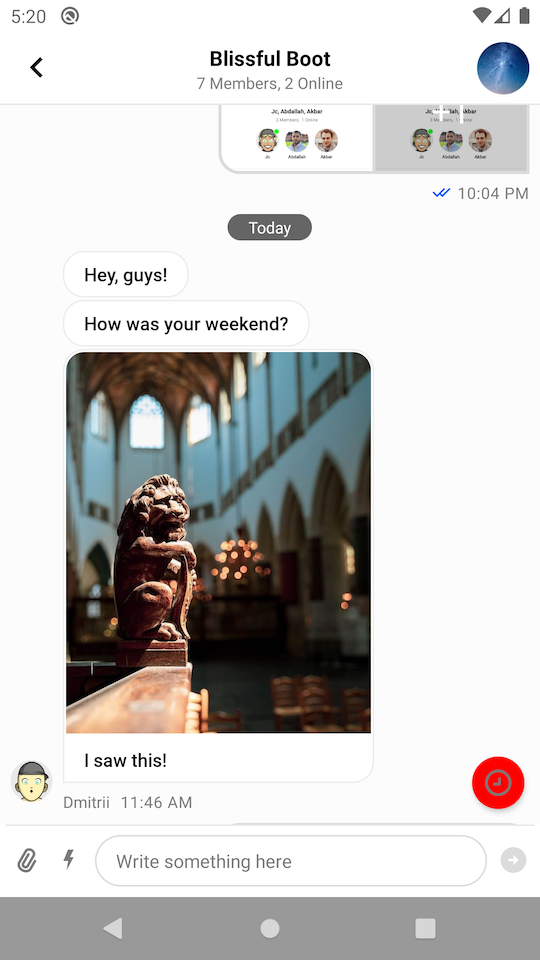 5:20
Blissful Boot
7 Members, 2 Online
Jc, Abdallah, Akbar
3 Members, 1 Online
Jc Abdallah Akbar
Jc, Abdallah, Akbar
3 Members, 1 Online
Jc Abdallah Akbar
10:04 PM
Today
Hey, guys!
How was your weekend?
I saw this!
Dmitrii 11:46 AM
Write something here